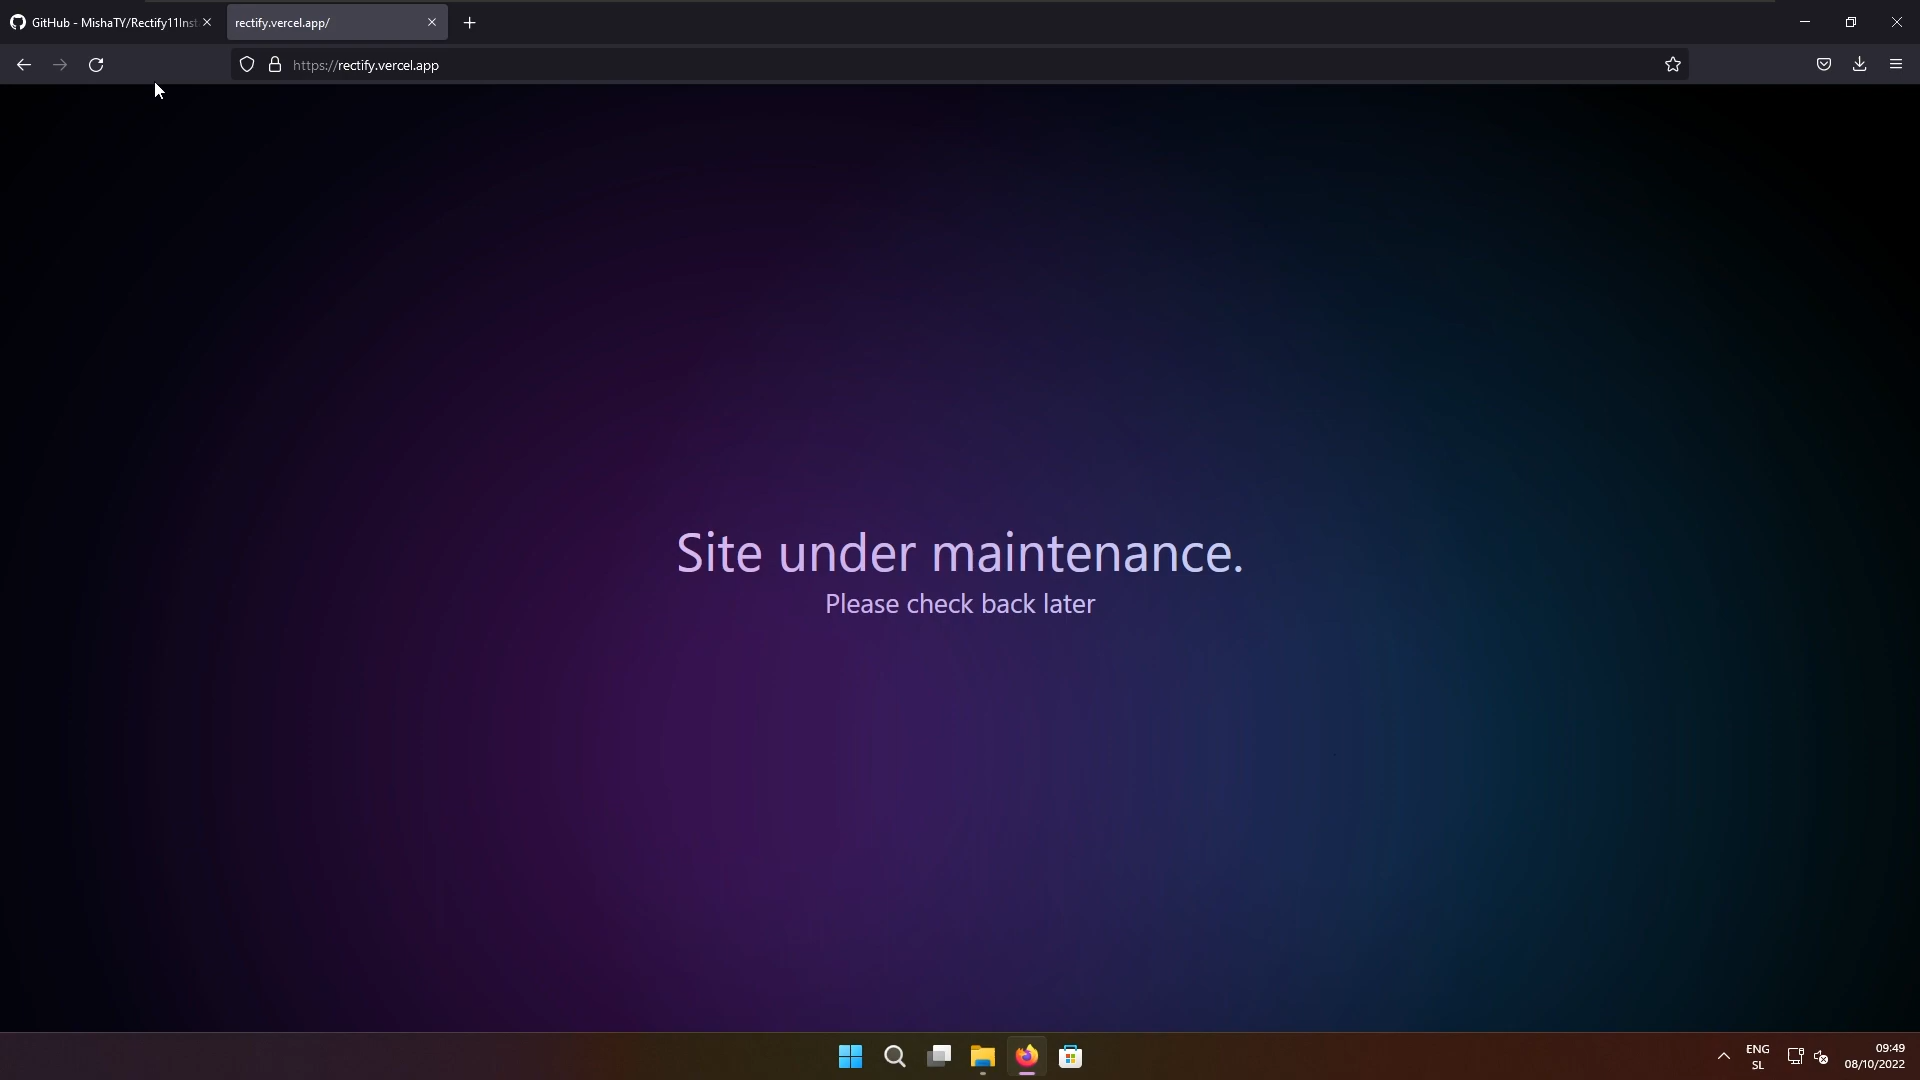 GitHub - MishaTY/Rectify11Inst
rectify.vercel.app/
https://rectify.vercel.app
Site under maintenance.
Please check back later
ENG
SL
09:49
08/10/2022